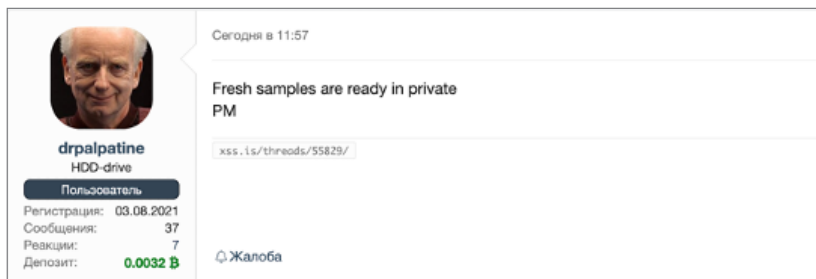 Сегодня в 11:57
Fresh samples are ready in private
PM
drpalpatine
HDD-drive
Пользователь
Регистрация: 03.08.2021
Сообщения: 37
Реакции: 7
Депозит: 0.0032 ₿
xss.is/threads/55829/
Жалоба